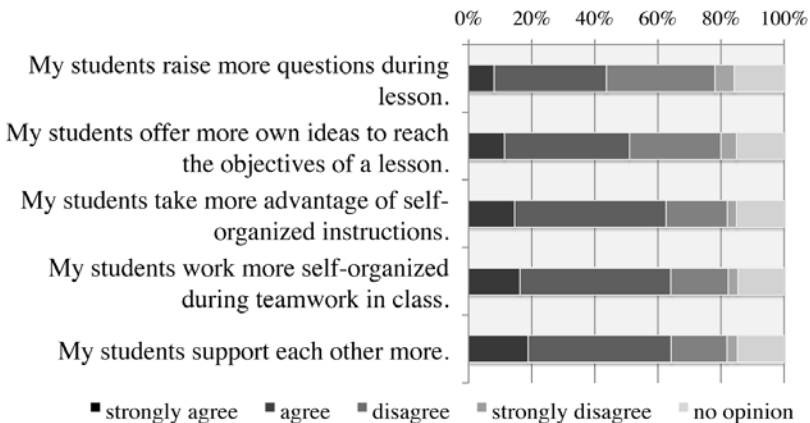 0% 20% 40% 60% 80% 100%
My students raise more questions during
lesson.
My students offer more own ideas to reach
the objectives of a lesson.
My students take more advantage of self-
organized instructions.
My students work more self-organized
during teamwork in class.
My students support each other more.
strongly agree agree disagree strongly disagree no opinion